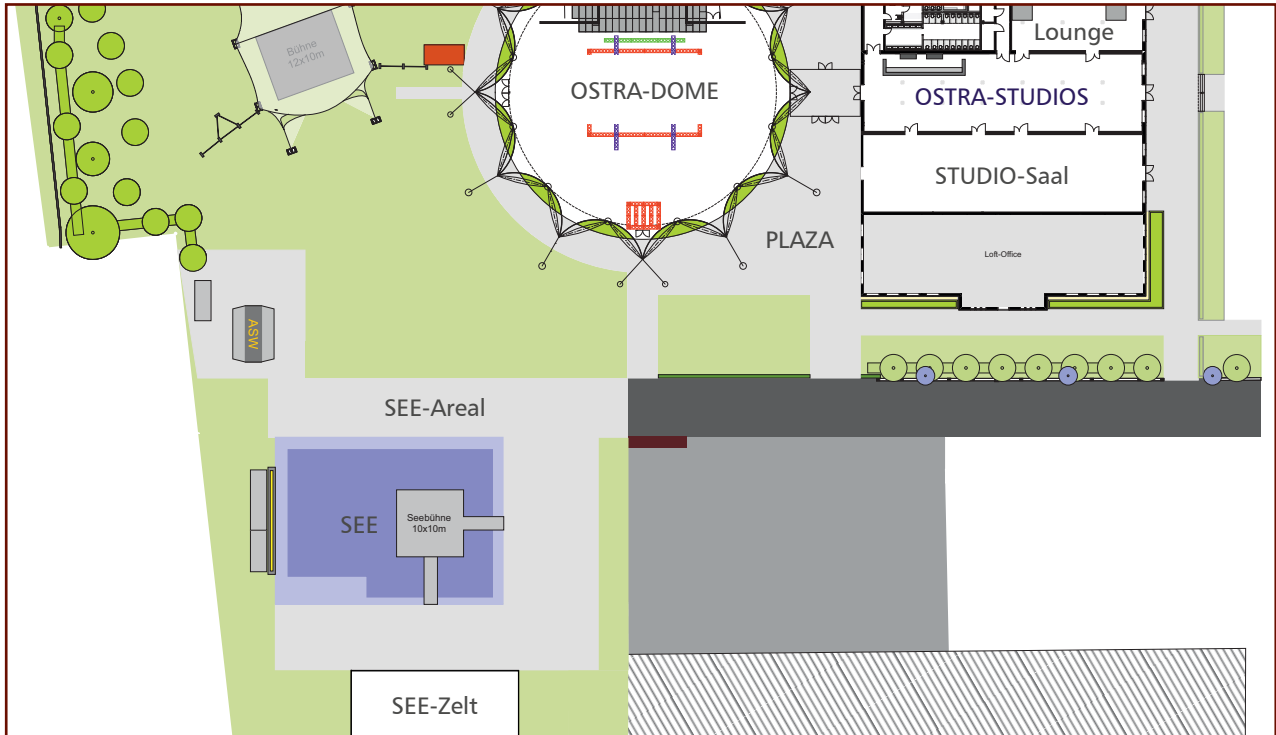 Lounge
Bühne
12x10m
OSTRA-DOME
OSTRA-STUDIOS
STUDIO-Saal
PLAZA
Loft-Office
ASW
SEE-Areal
SEE
Seebühne
10x10m
SEE-Zelt